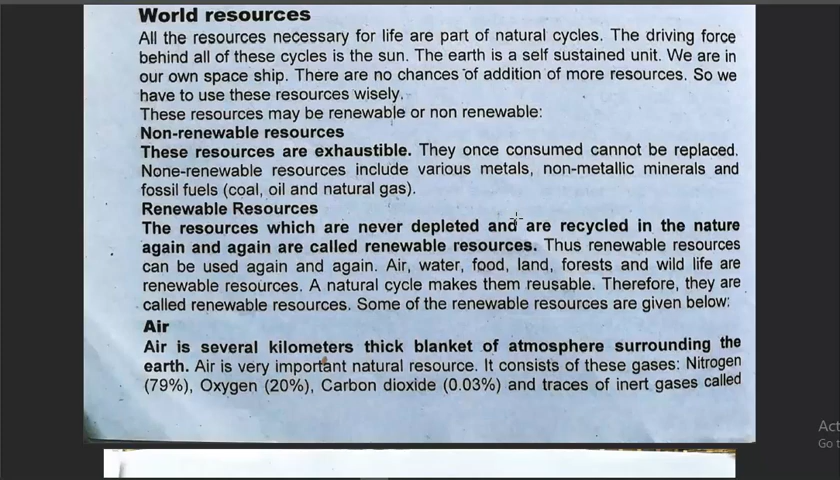 World resources
All the resources necessary for life are part of natural cycles. The driving force
behind all of these cycles is the sun. The earth is a self sustained unit. We are in
our own space ship. There are no chances of addition of more resources. So we
have to use these resources wisely.
These resources may be renewable or non renewable:
Non-renewable resources
These resources are exhaustible. They once consumed cannot be replaced.
None-renewable resources include various metals, non-metallic minerals and
fossil fuels (coal, oil and natural gas).
Renewable Resources
The resources which are never depleted and are recycled in the nature
again and again are called renewable resources. Thus renewable resources
can be used again and again. Air, water, food, land, forests and wild life are
renewable resources. A natural cycle makes them reusable. Therefore, they are
called renewable resources. Some of the renewable resources are given below:
Air
Air is several kilometers thick blanket of atmosphere surrounding the
earth. Air is very important natural resource. It consists of these gases: Nitrogen
(79%), Oxygen (20%), Carbon dioxide (0.03%) and traces of inert gases called
Act
Go t